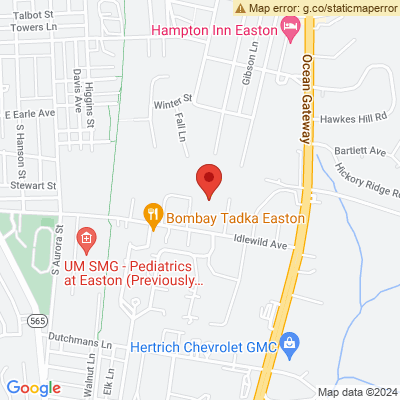 Map error: g.co/staticmaperror
Talbot St
Towers Ln
Hampton Inn Easton
Gibson Ln
Ocean Gateway
Higgins St
Davis Ave
Winter St
E Earle Ave
Fall Ln
Hawkes Hill Rd
S Hanson St
Bartlett Ave
Hickory Ridge R
Stewart St
Bombay Tadka Easton
Idlewild Ave
S Aurora St
UM SMG - Pediatrics
at Easton (Previously...
565
Dutchmans Ln
Hertrich Chevrolet GMC
Walnut Ln
Elk Ln
Google
Map data ©2024